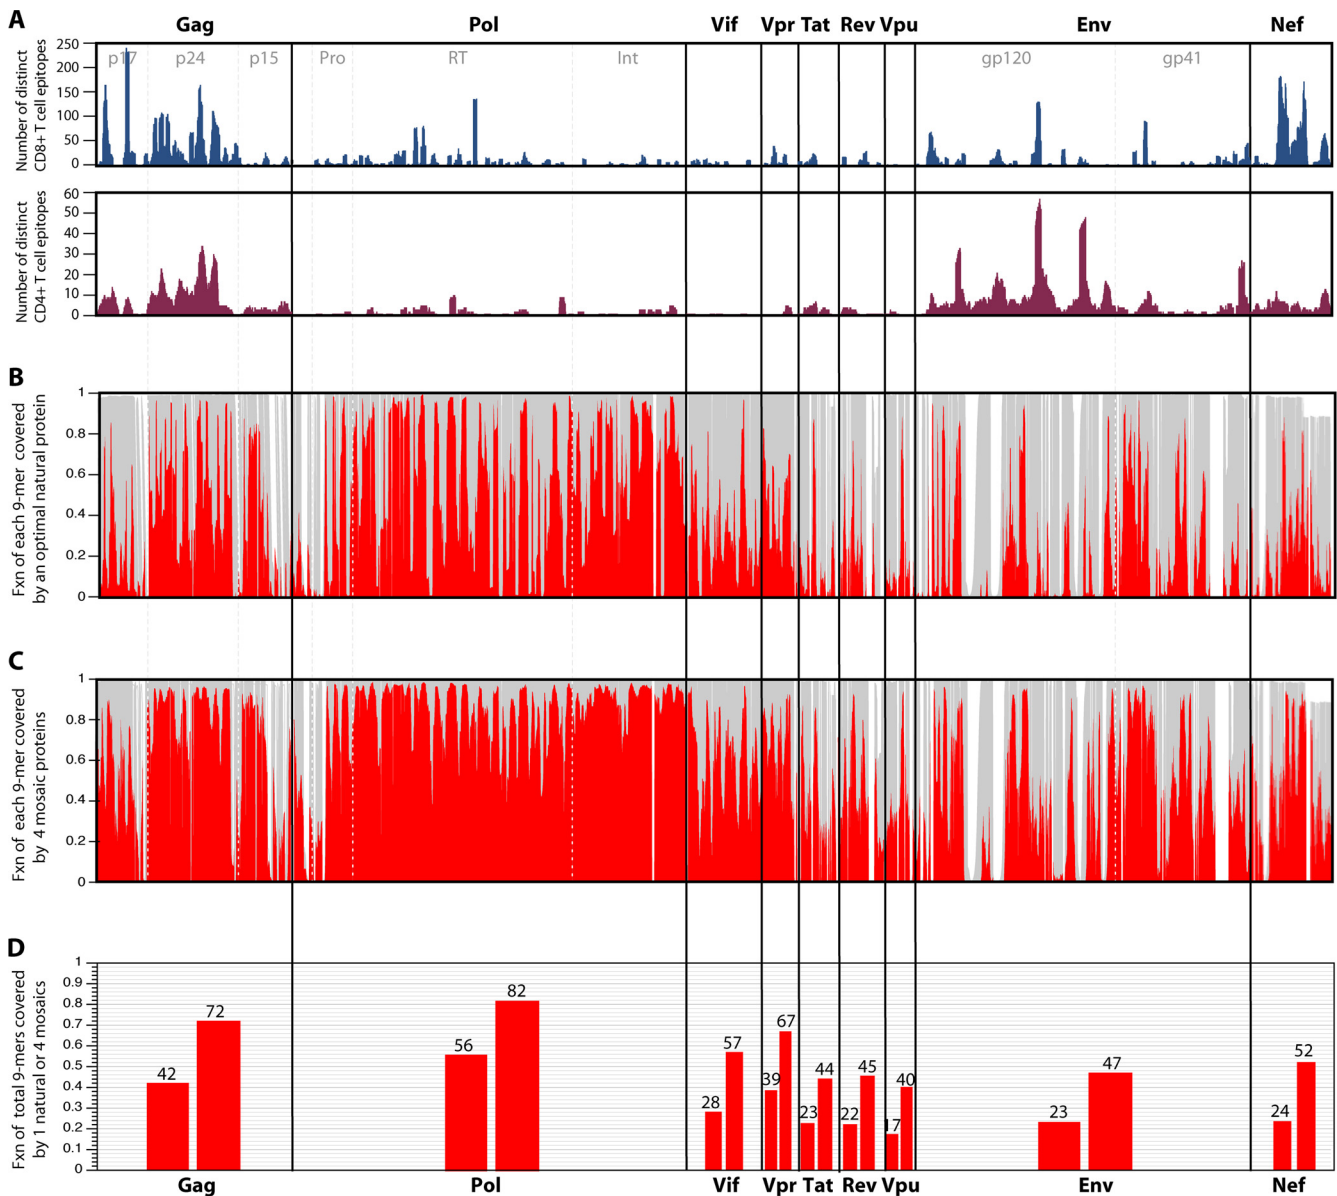 A
Gag Pol Vif Vpr Tat Rev Vpu Env Nef
Number of distinct
CD8+ T cell epitopes
250
200
150
100
50
0
p17 p24 p15 Pro RT Int gp120 gp41
Number of distinct
CD4+ T cell epitopes
60
50
40
30
20
10
0
B
Fxn of each 9-mer covered
by an optimal natural protein
1
0.8
0.6
0.4
0.2
0
C
Fxn of each 9-mer covered
by 4 mosaic proteins
1
0.8
0.6
0.4
0.2
0
D
Fxn of total 9-mers covered
by 1 natural or 4 mosaics
1
0.9
0.8
0.7
0.6
0.5
0.4
0.3
0.2
0.1
0
42 72 56 82 28 57 39 67 23 44 22 45 17 40 23 47 24 52
Gag Pol Vif Vpr Tat Rev Vpu Env Nef